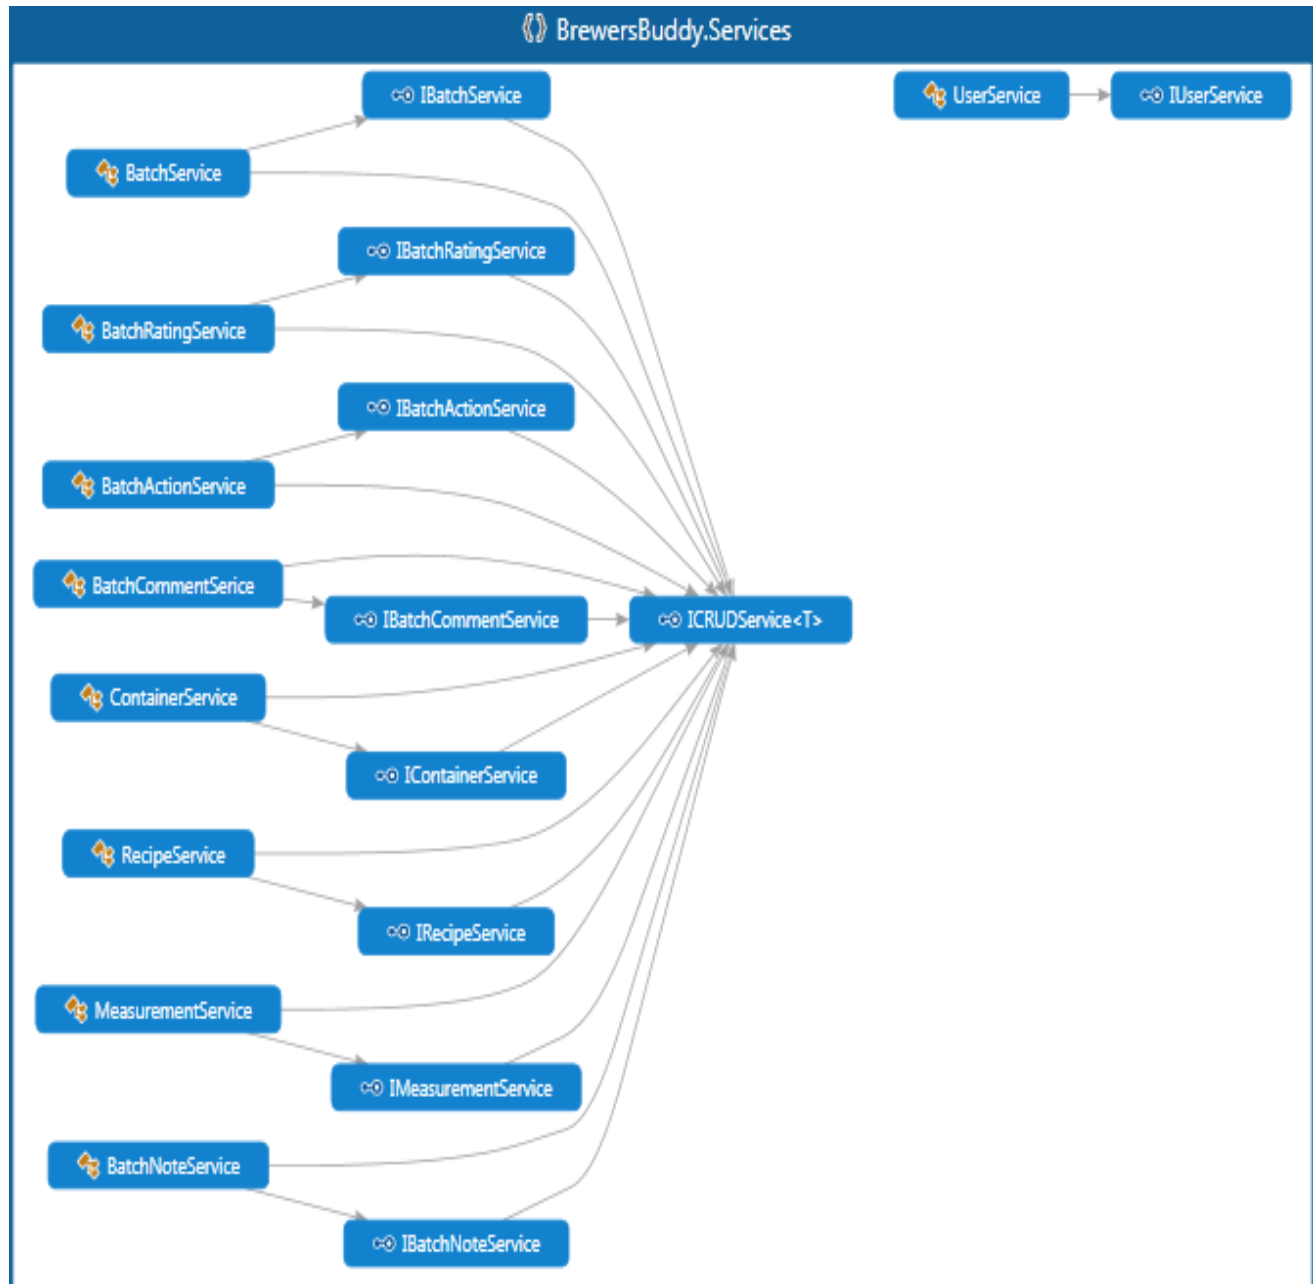 BrewersBuddy.Services
IBatchService
UserService
IUserService
BatchService
IBatchRatingService
BatchRatingService
IBatchActionService
BatchActionService
BatchCommentSerice
IBatchCommentService
ICRUDService<T>
ContainerService
IContainerService
RecipeService
IRecipeService
MeasurementService
IMeasurementService
BatchNoteService
IBatchNoteService